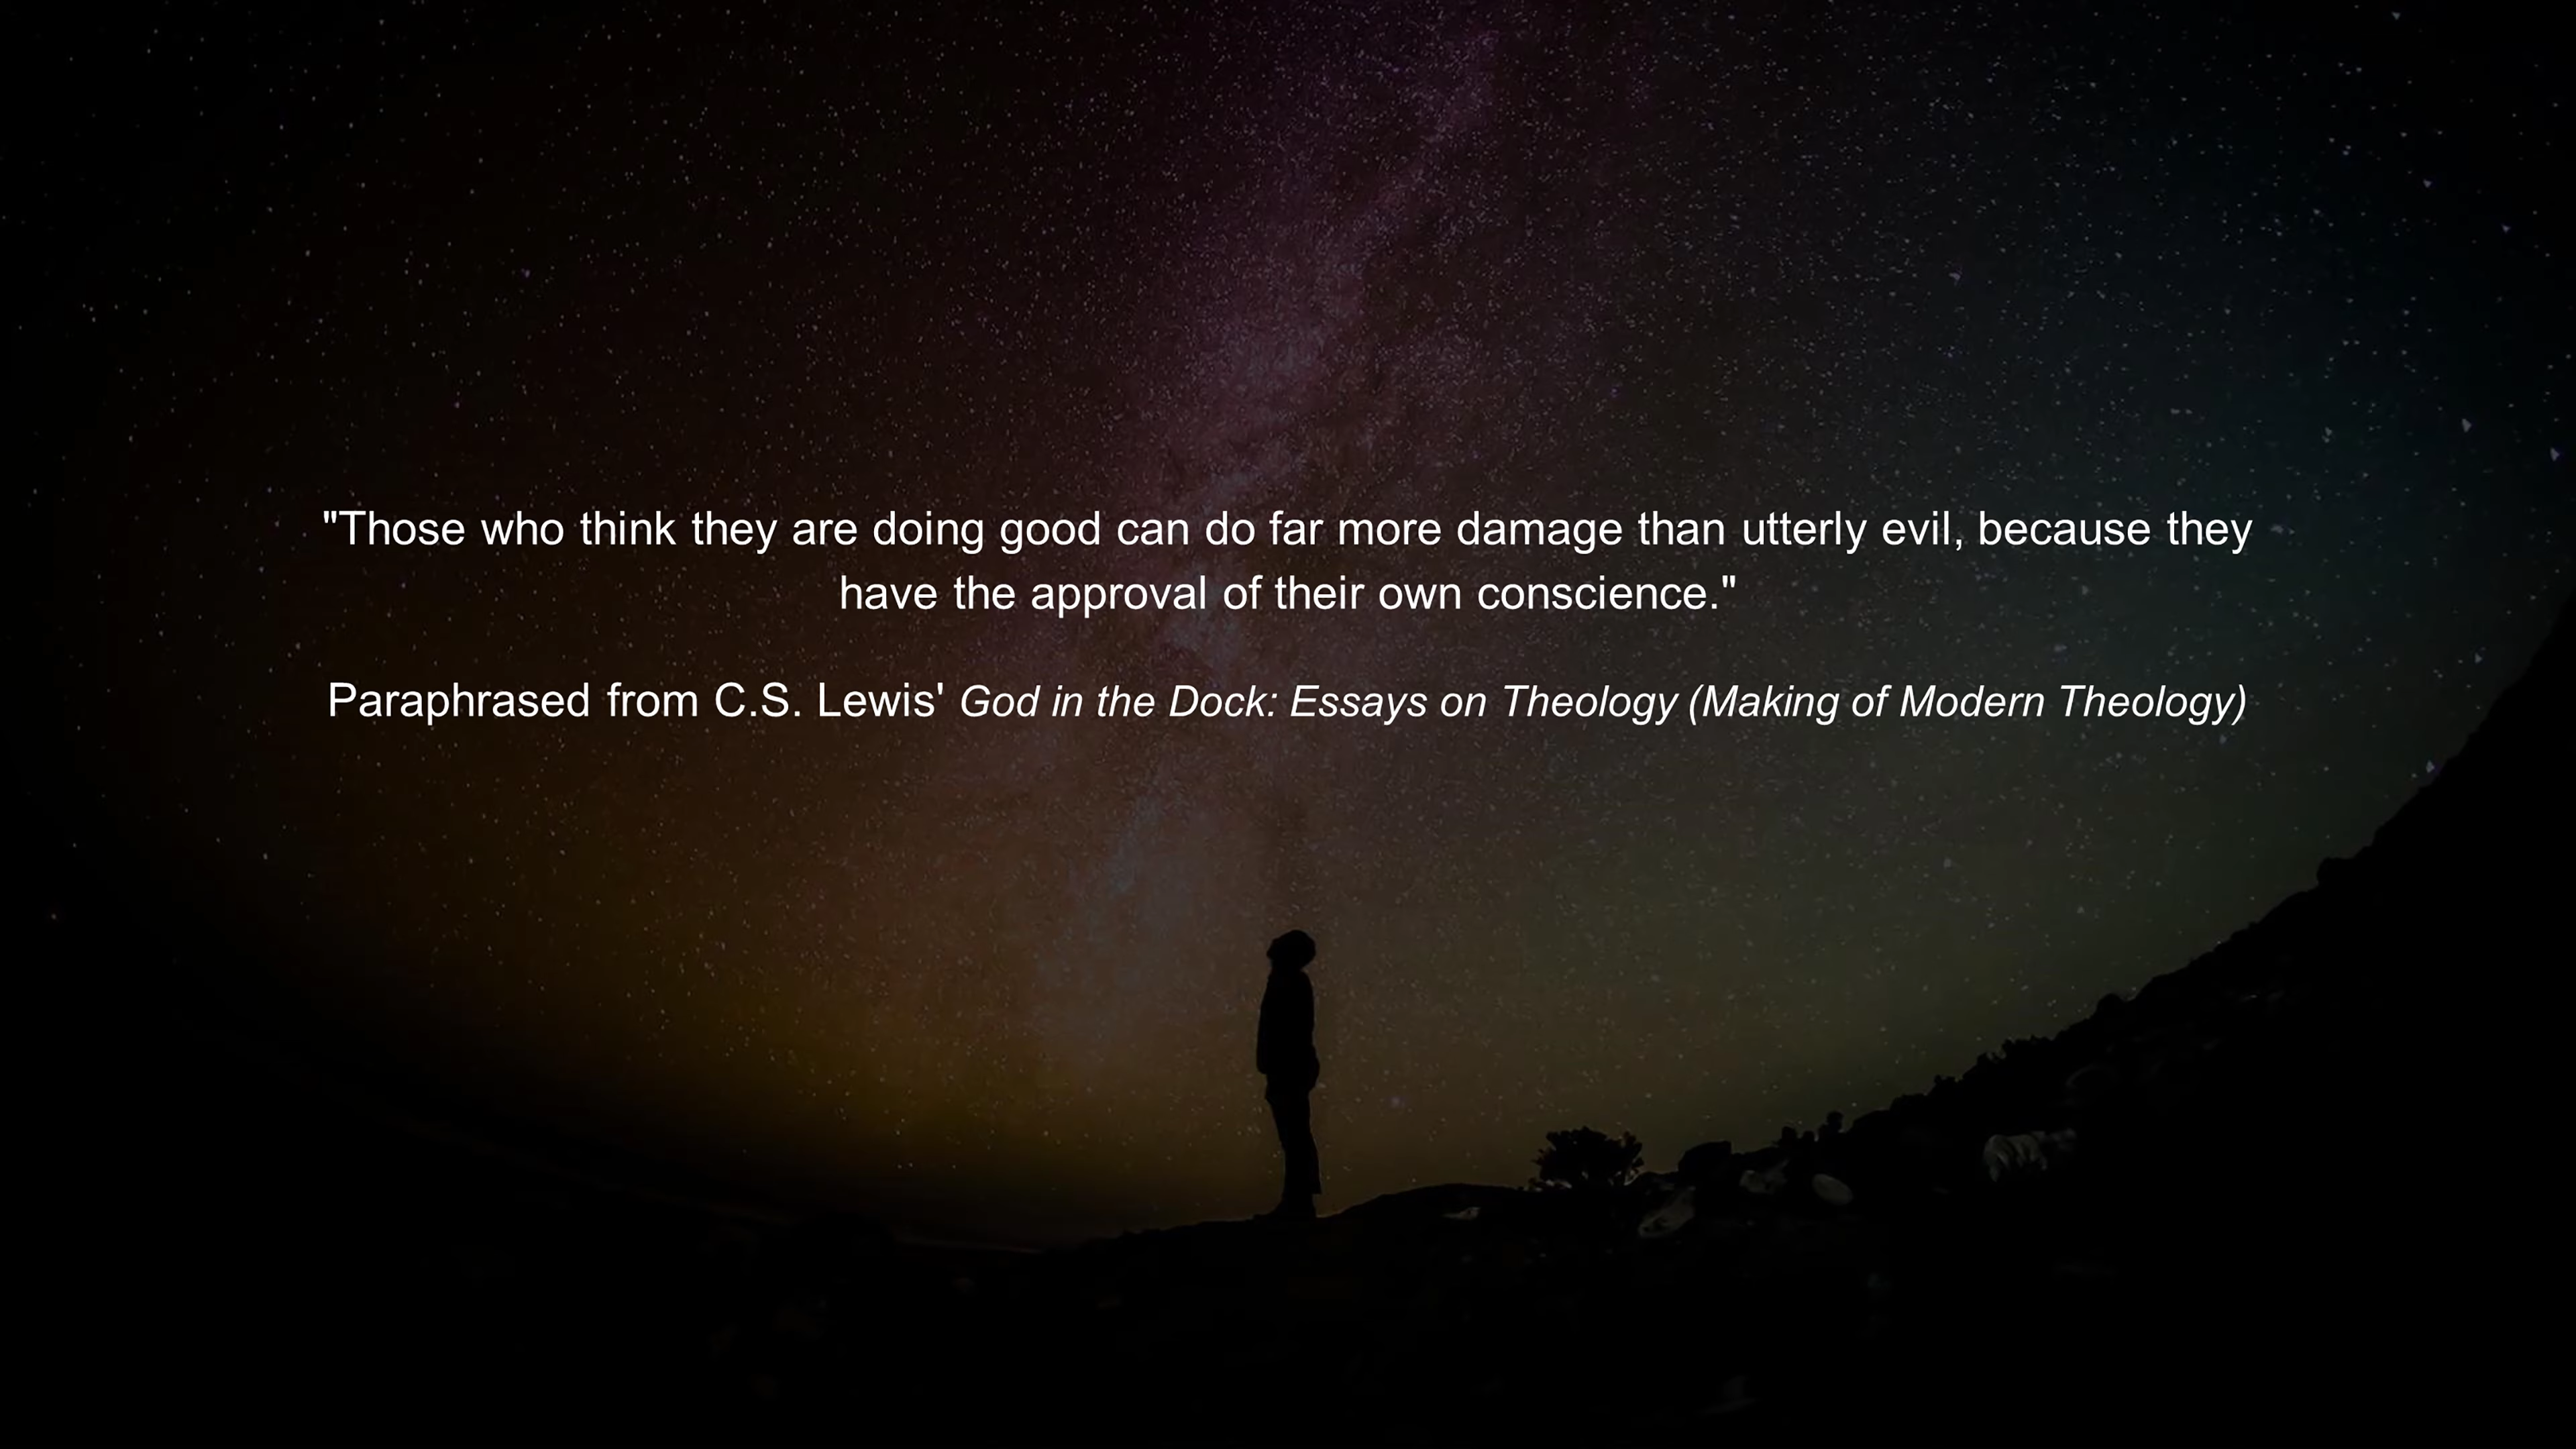 "Those who think they are doing good can do far more damage than utterly evil, because they
have the approval of their own conscience."
Paraphrased from C.S. Lewis' God in the Dock: Essays on Theology (Making of Modern Theology)